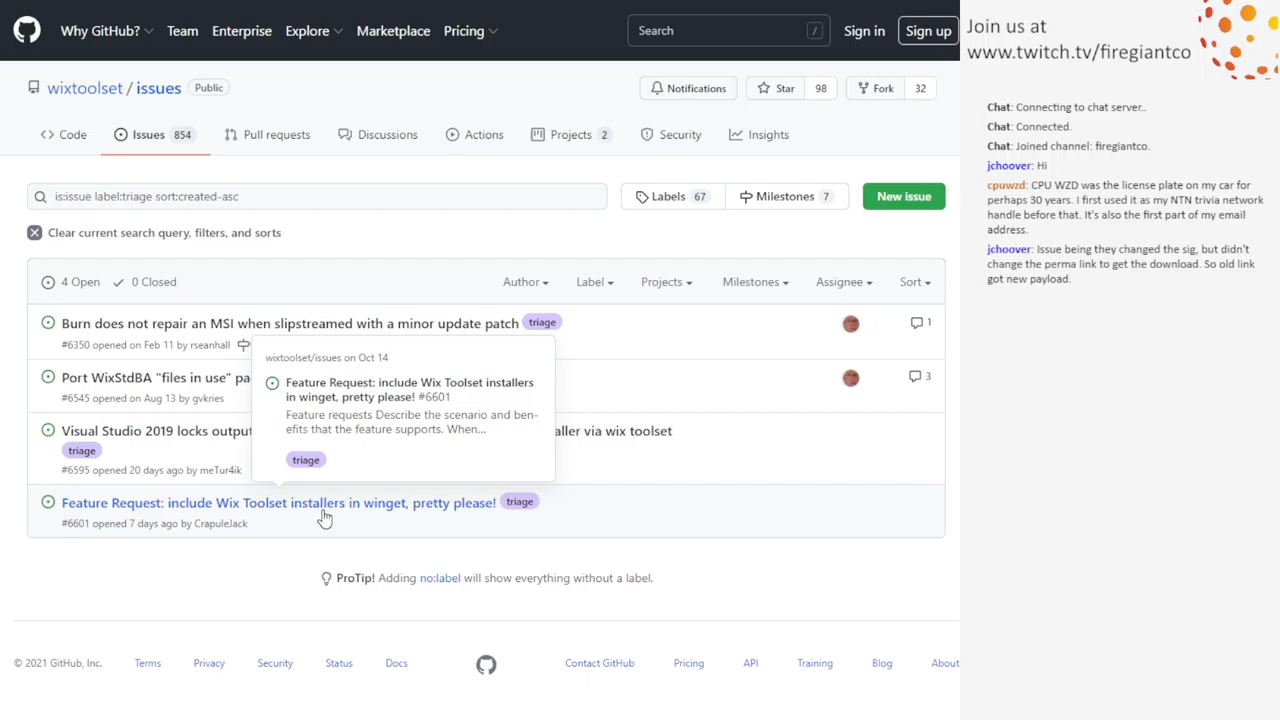 Why GitHub? Team Enterprise Explore Marketplace Pricing Search / Sign in Sign up
wixtoolset / issues Public Notifications Star 98 Fork 32
Code Issues 854 Pull requests Discussions Actions Projects 2 Security Insights
is:issue label:triage sort:created-asc Labels 67 Milestones 7 New issue
Clear current search query, filters, and sorts
4 Open 0 Closed Author Label Projects Milestones Assignee Sort
Burn does not repair an MSI when slipstreamed with a minor update patch triage 1
#6350 opened on Feb 11 by rseanhall
Port WixStdBA "files in use" pa 3
#6545 opened on Aug 13 by gvkries
Visual Studio 2019 locks output aller via wix toolset
triage
#6595 opened 20 days ago by meTur4ik
wixtoolset/issues on Oct 14
Feature Request: include Wix Toolset installers
in winget, pretty please! #6601
Feature requests Describe the scenario and ben-
efits that the feature supports. When...
triage
Feature Request: include Wix Toolset installers in winget, pretty please! triage
#6601 opened 7 days ago by CrapuleJack
ProTip! Adding no:label will show everything without a label.
© 2021 GitHub, Inc. Terms Privacy Security Status Docs Contact GitHub Pricing API Training Blog About
Join us at
www.twitch.tv/firegiantco
Chat: Connecting to chat server..
Chat: Connected.
Chat: Joined channel: firegiantco.
jchoover: Hi
cpuwzd: CPU WZD was the license plate on my car for
perhaps 30 years. I first used it as my NTN trivia network
handle before that. It's also the first part of my email
address.
jchoover: Issue being they changed the sig, but didn't
change the perma link to get the download. So old link
got new payload.